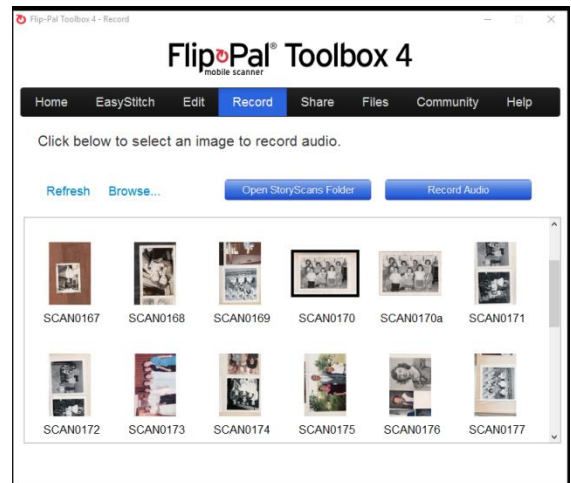 Flip-Pal Toolbox 4 - Record
Flip Pal® Toolbox 4
mobile scanner
Home EasyStitch Edit Record Share Files Community Help
Click below to select an image to record audio.
Refresh Browse... Open StoryScans Folder Record Audio
SCAN0167 SCAN0168 SCAN0169 SCAN0170 SCAN0170a SCAN0171
SCAN0172 SCAN0173 SCAN0174 SCAN0175 SCAN0176 SCAN0177